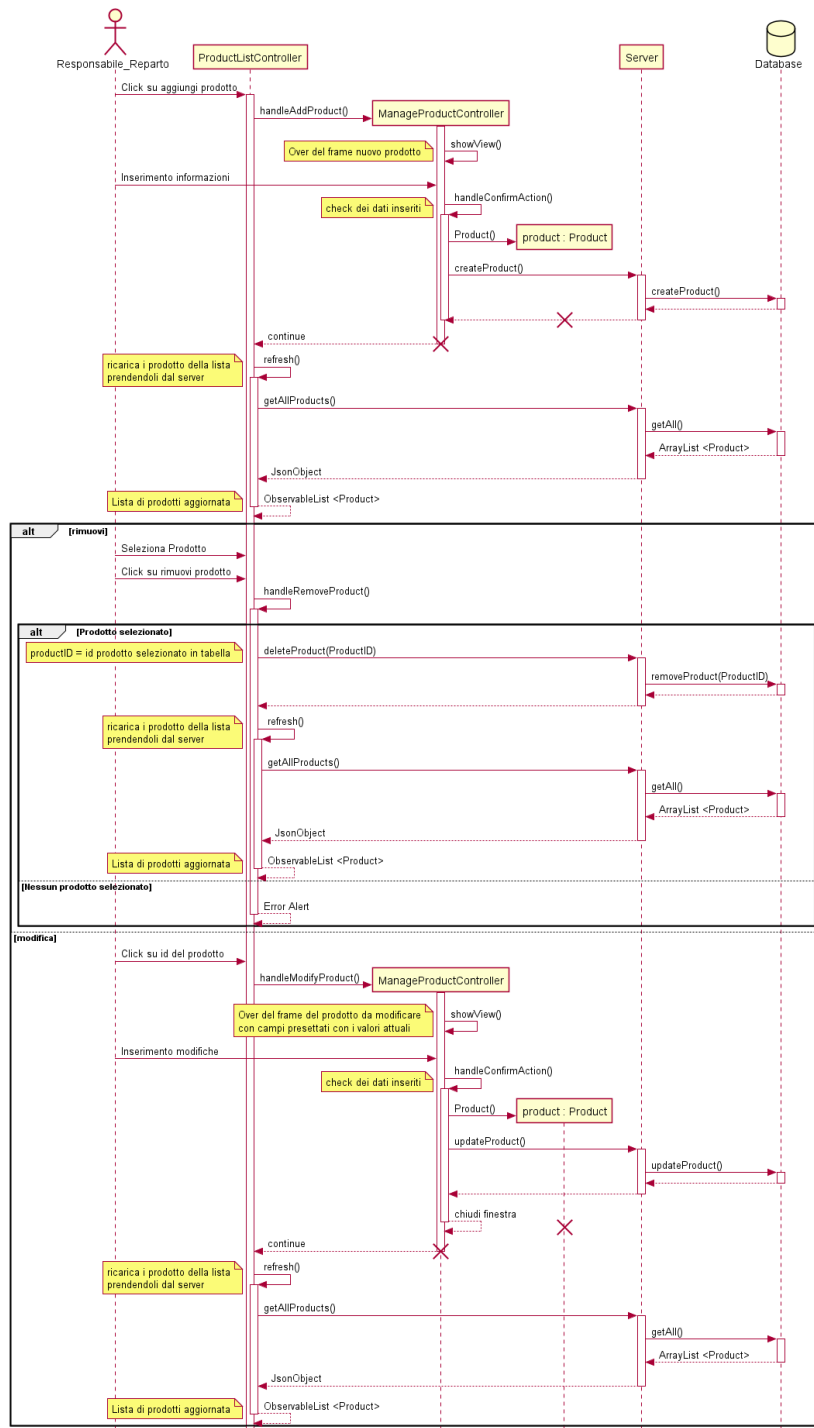 Responsabile_Reparto
ProductListController
Server
Database
Click su aggiungi prodotto
handleAddProduct()
ManageProductController
Over del frame nuovo prodotto
showView()
Inserimento informazioni
handleConfirmAction()
check dei dati inseriti
Product()
product : Product
createProduct()
createProduct()
continue
ricarica i prodotto della lista
prendendoli dal server
refresh()
getAllProducts()
getAll()
ArrayList <Product>
JsonObject
Lista di prodotti aggiornata
ObservableList <Product>
alt
[rimuovi]
Seleziona Prodotto
Click su rimuovi prodotto
handleRemoveProduct()
alt
[Prodotto selezionato]
productID = id prodotto selezionato in tabella
deleteProduct(ProductID)
removeProduct(ProductID)
ricarica i prodotto della lista
prendendoli dal server
refresh()
getAllProducts()
getAll()
ArrayList <Product>
JsonObject
Lista di prodotti aggiornata
ObservableList <Product>
[Nessun prodotto selezionato]
Error Alert
[modifica]
Click su id del prodotto
handleModifyProduct()
ManageProductController
Over del frame del prodotto da modificare
con campi presettati con i valori attuali
showView()
Inserimento modifiche
handleConfirmAction()
check dei dati inseriti
Product()
product : Product
updateProduct()
updateProduct()
chiudi finestra
continue
ricarica i prodotto della lista
prendendoli dal server
refresh()
getAllProducts()
getAll()
ArrayList <Product>
JsonObject
Lista di prodotti aggiornata
ObservableList <Product>